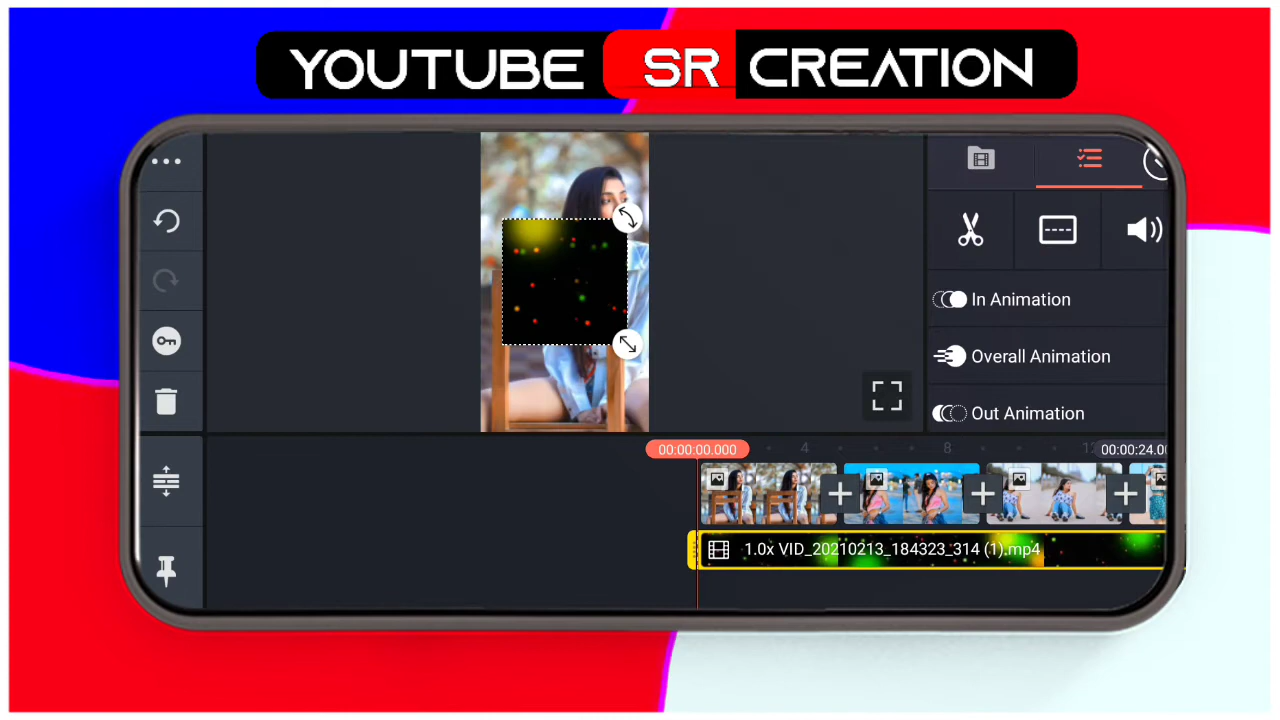 YOUTUBE SR CREATION
In Animation
Overall Animation
Out Animation
00:00:00.000 4 8 12 00:00:24.00
1.0x VID_20210213_184323_314 (1).mp4